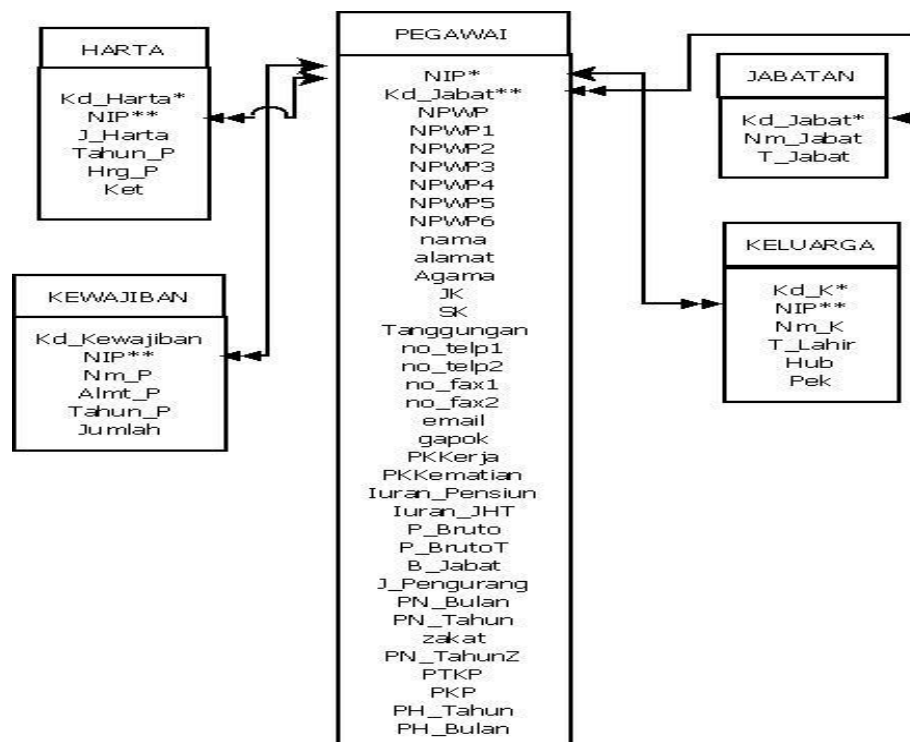 HARTA
Kd_Harta*
NIP**
J_Harta
Tahun_P
Hrg_P
Ket
KEWAJIBAN
Kd_Kewajiban
NIP**
Nm_P
Almt_P
Tahun_P
Jumlah
PEGAWAI
NIP*
Kd_Jabat**
NPWP
NPWP1
NPWP2
NPWP3
NPWP4
NPWP5
NPWP6
nama
alamat
Agama
JK
SK
Tanggungan
no_telp1
no_telp2
no_fax1
no_fax2
email
gapok
PKKerja
PKKematian
Iuran_Pensiun
Iuran_JHT
P_Bruto
P_BrutoT
B_Jabat
J_Pengurang
PN_Bulan
PN_Tahun
zakat
PN_TahunZ
PTKP
PKP
PH_Tahun
PH_Bulan
JABATAN
Kd_Jabat*
Nm_Jabat
T_Jabat
KELUARGA
Kd_K*
NIP**
Nm_K
T_Lahir
Hub
Pek